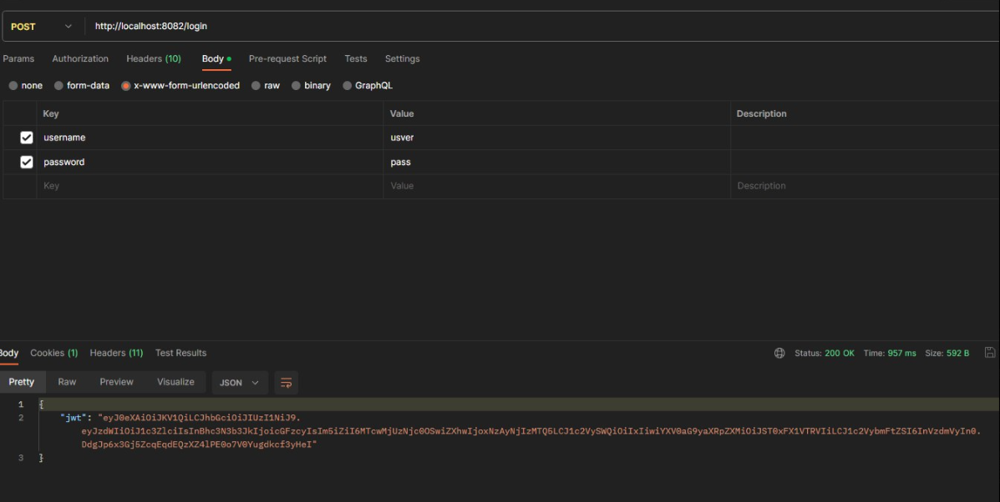 POST http://localhost:8082/login
Params Authorization Headers (10) Body Pre-request Script Tests Settings
none form-data x-www-form-urlencoded raw binary GraphQL
Key Value Description
username usver
password pass
Key Value Description
Body Cookies (1) Headers (11) Test Results Status: 200 OK Time: 957 ms Size: 592 B
Pretty Raw Preview Visualize JSON
1 {
2 "jwt": "eyJ0eXAiOiJKV1QiLCJhbGciOiJIUzI1NiJ9.
eyJzdWIiOiJ1c3ZlciIsInBhc3N3b3JkIjoicGFzcyIsIm5iZiI6MTcwMjUzNjc0OSwiZXhwIjoxNzAyNjIzMTQ5LCJ1c2VySWQiOiIxIiwiYXV0aG9yaXRpZXMiOiJST0xFX1VTRVIiLCJ1c2VybmFtZSI6InVzdmVyIn0.
DdgJp6x3Gj5ZcqEqdEQzXZ4lPE0o7V0Yugdkcf3yHeI"
3 }